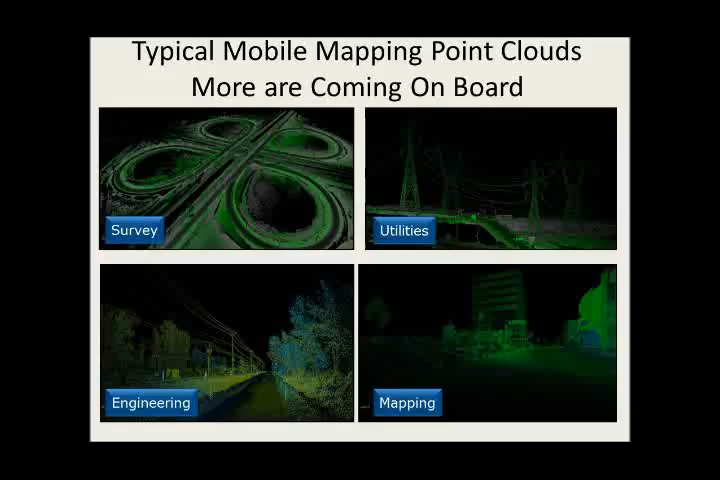 Typical Mobile Mapping Point Clouds
More are Coming On Board
Survey
Utilities
Engineering
Mapping